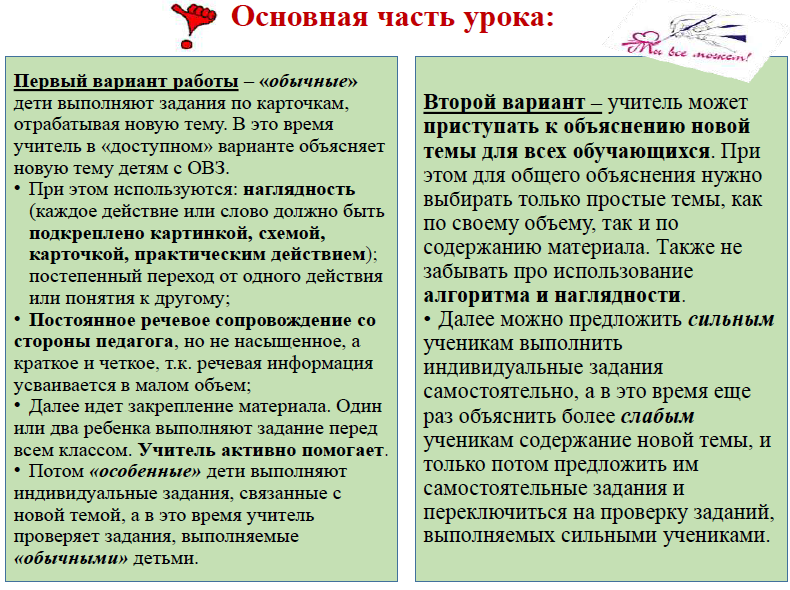 Основная часть урока:
Ты все можем!
Первый вариант работы – «обычные»
дети выполняют задания по карточкам,
отрабатывая новую тему. В это время
учитель в «доступном» варианте объясняет
новую тему детям с ОВЗ.
• При этом используются: наглядность
(каждое действие или слово должно быть
подкреплено картинкой, схемой,
карточкой, практическим действием);
постепенный переход от одного действия
или понятия к другому;
• Постоянное речевое сопровождение со
стороны педагога, но не насыщенное, а
краткое и четкое, т.к. речевая информация
усваивается в малом объем;
• Далее идет закрепление материала. Один
или два ребенка выполняют задание перед
всем классом. Учитель активно помогает.
• Потом «особенные» дети выполняют
индивидуальные задания, связанные с
новой темой, а в это время учитель
проверяет задания, выполняемые
«обычными» детьми.
Второй вариант – учитель может
приступать к объяснению новой
темы для всех обучающихся. При
этом для общего объяснения нужно
выбирать только простые темы, как
по своему объему, так и по
содержанию материала. Также не
забывать про использование
алгоритма и наглядности.
• Далее можно предложить сильным
ученикам выполнить
индивидуальные задания
самостоятельно, а в это время еще
раз объяснить более слабым
ученикам содержание новой темы, и
только потом предложить им
самостоятельные задания и
переключиться на проверку заданий,
выполняемых сильными учениками.